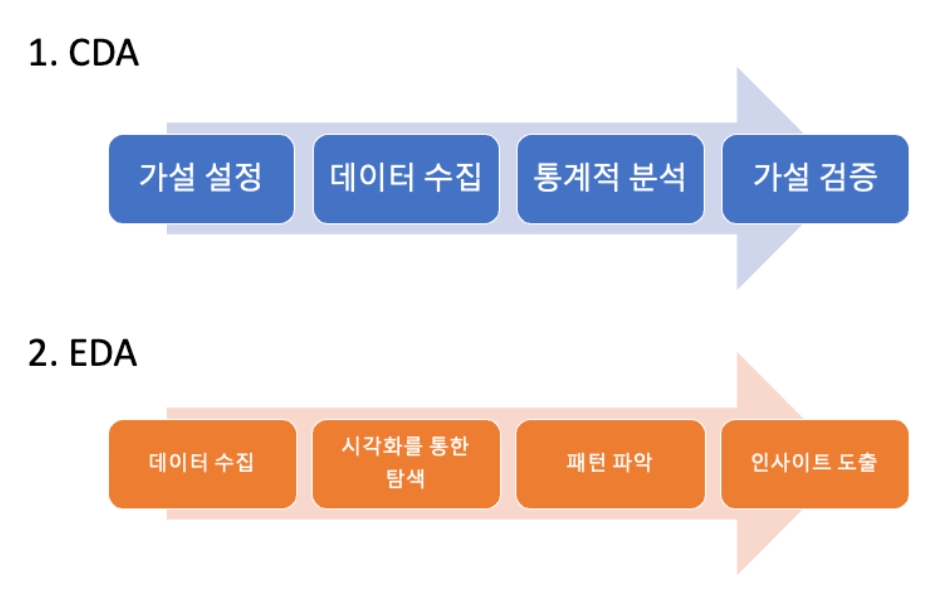 1. CDA
가설 설정
데이터 수집
통계적 분석
가설 검증
2. EDA
데이터 수집
시각화를 통한
탐색
패턴 파악
인사이트 도출